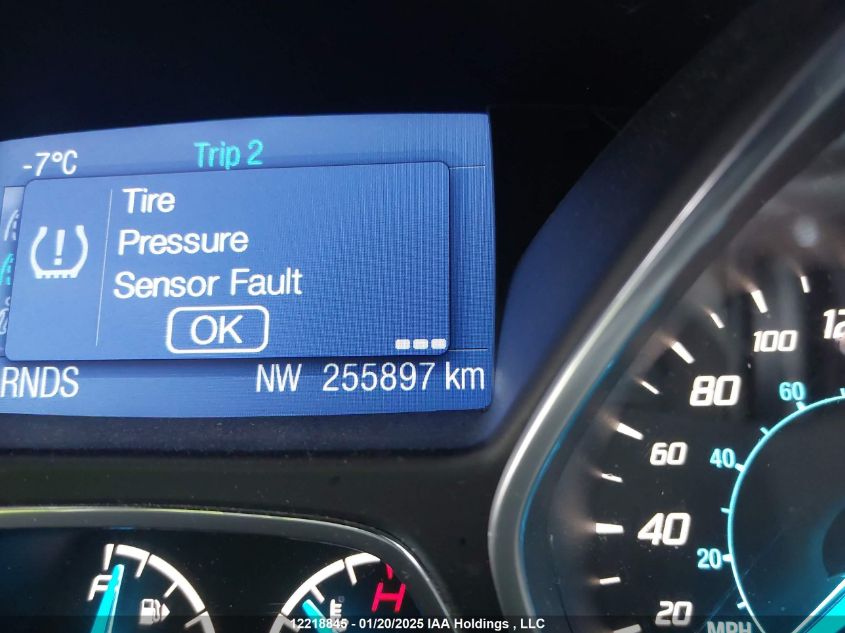 -7°C Trip 2
Tire
Pressure
Sensor Fault
OK
RNDS NW 255897 km
100
80
60
60
40
40
20
20
MPH
F
H
12218845 - 01/20/2025 IAA Holdings , LLC